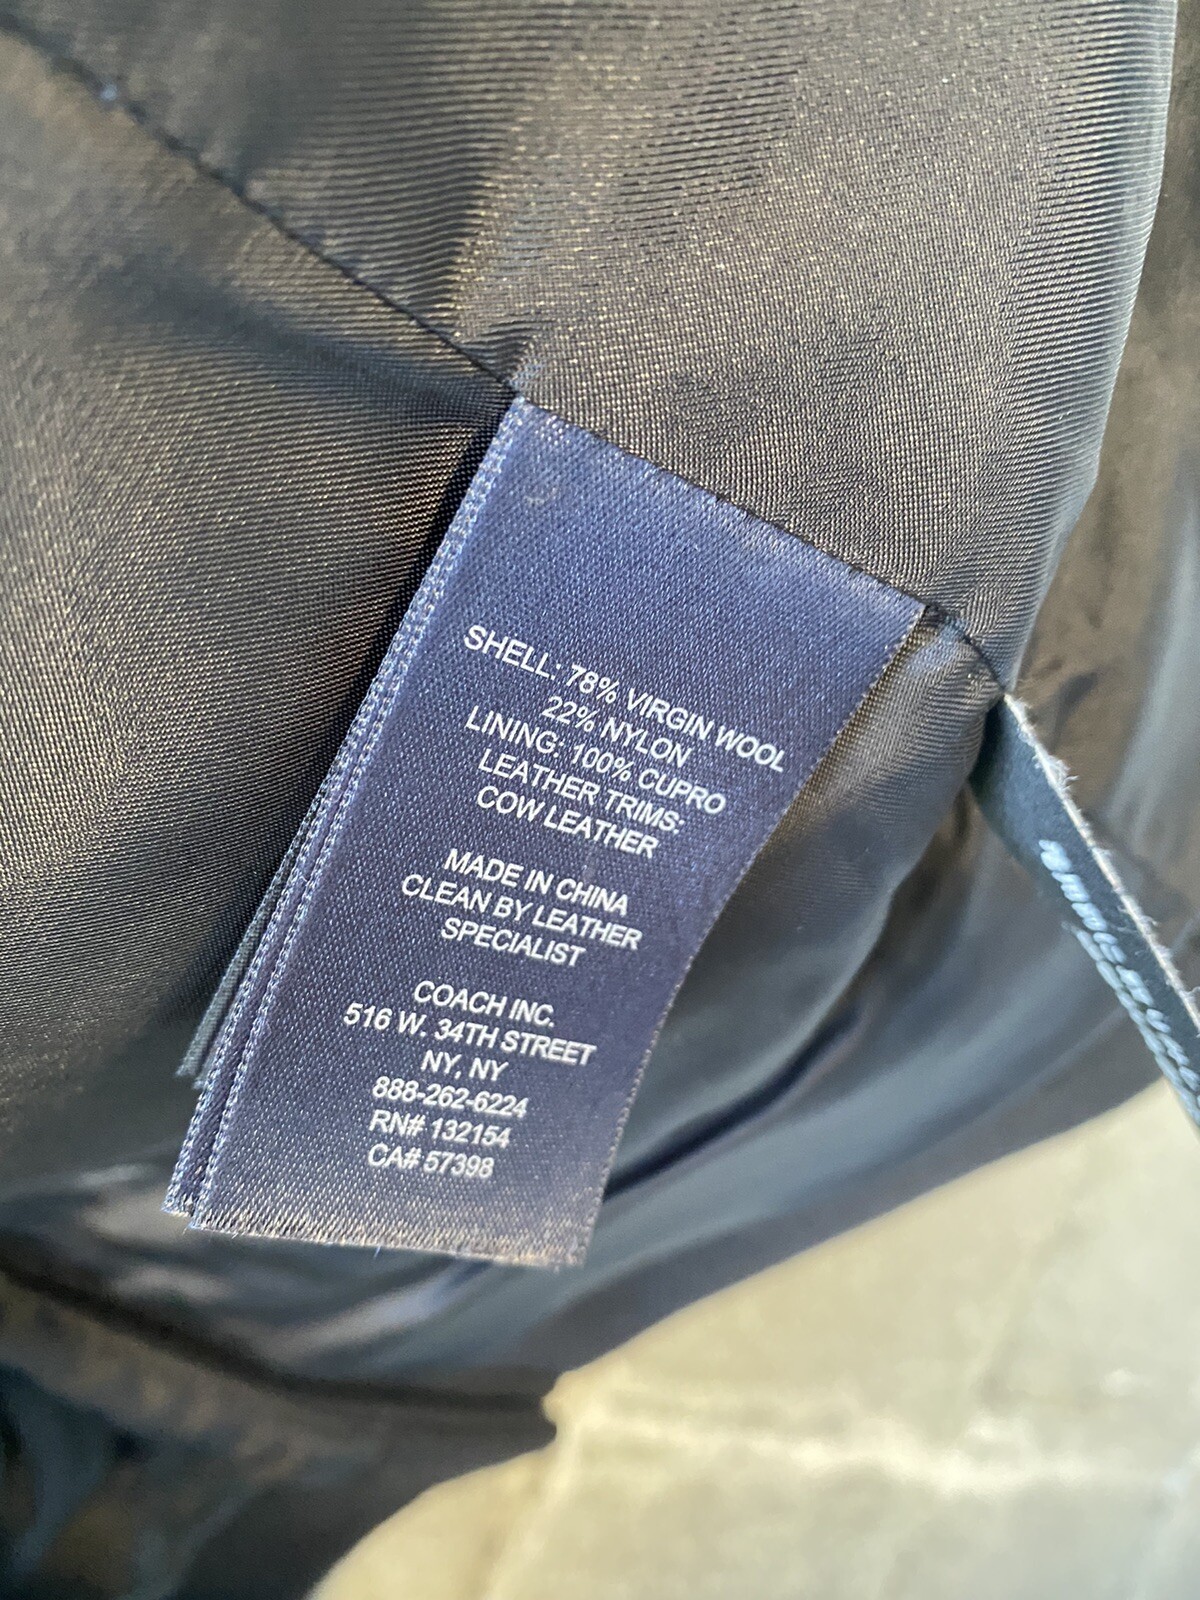 SHELL: 78% VIRGIN WOOL
22% NYLON
LINING: 100% CUPRO
LEATHER TRIMS:
COW LEATHER
MADE IN CHINA
CLEAN BY LEATHER
SPECIALIST
COACH INC.
516 W. 34TH STREET
NY, NY
888-262-6224
RN# 132154
CA# 57398